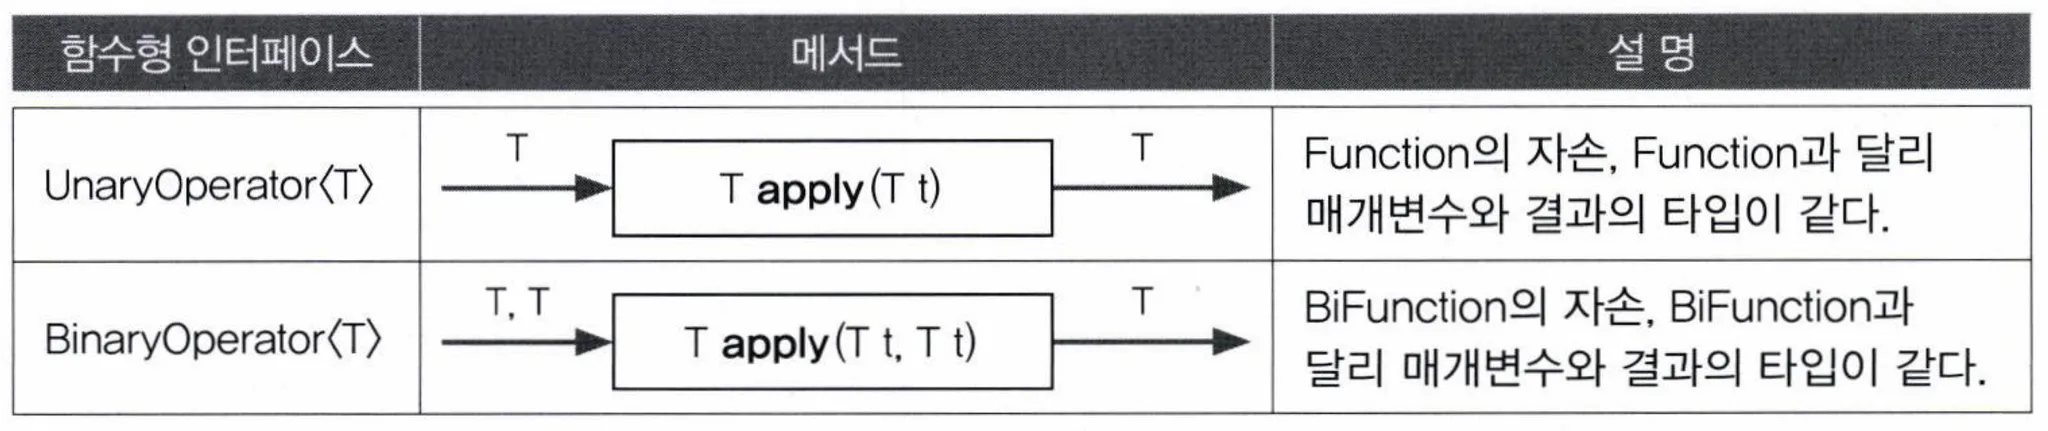 함수형 인터페이스 메서드 설 명
UnaryOperator〈T〉
T
T apply(T t)
T
Function의 자손, Function과 달리
매개변수와 결과의 타입이 같다.
BinaryOperator〈T〉
T, T
T apply(T t, T t)
T
BiFunction의 자손, BiFunction과
달리 매개변수와 결과의 타입이 같다.